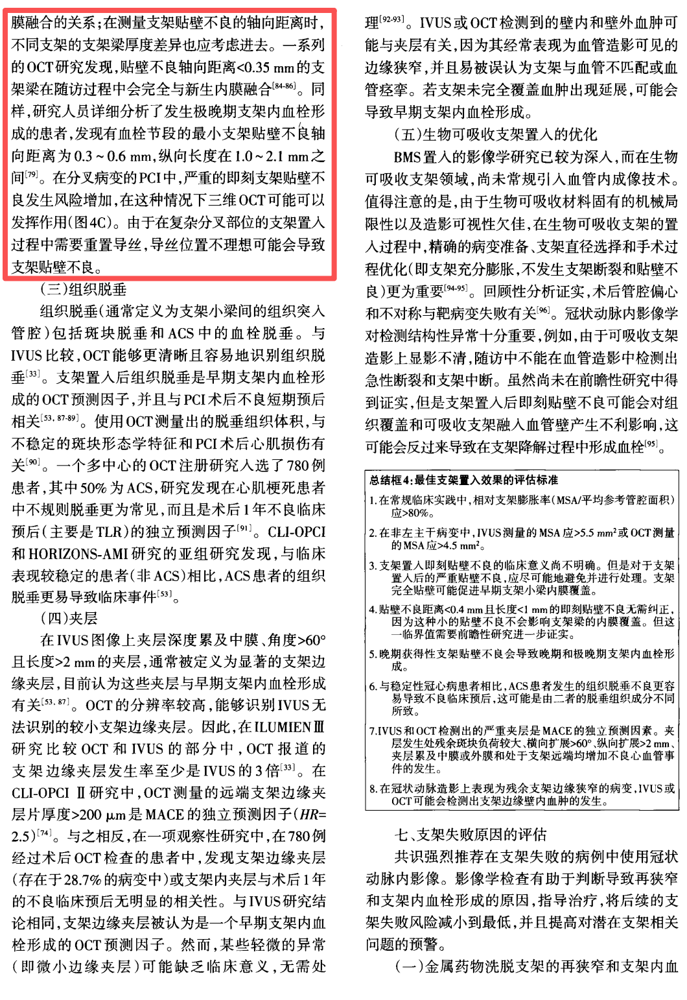 膜融合的关系;在测量支架贴壁不良的轴向距离时,
不同支架的支架梁厚度差异也应考虑进去。一系列
的OCT研究发现,贴壁不良轴向距离<0.35 mm的支
架梁在随访过程中会完全与新生内膜融合[84-86]。同
样,研究人员详细分析了发生极晚期支架内血栓形
成的患者,发现有血栓节段的最小支架贴壁不良轴
向距离为0.3~0.6 mm,纵向长度在1.0~2.1 mm之
间[79]。在分叉病变的PCI中,严重的即刻支架贴壁不
良发生风险增加,在这种情况下三维OCT可能可以
发挥作用(图4C)。由于在复杂分叉部位的支架置入
过程中需要重置导丝,导丝位置不理想可能会导致
支架贴壁不良。
(三)组织脱垂
组织脱垂(通常定义为支架小梁间的组织突入
管腔)包括斑块脱垂和ACS中的血栓脱垂。与
IVUS比较,OCT能够更清晰且容易地识别组织脱
垂[33]。支架置入后组织脱垂是早期支架内血栓形
成的OCT预测因子,并且与PCI术后不良短期预后
相关[53, 87-89]。使用OCT测量出的脱垂组织体积,与
不稳定的斑块形态学特征和PCI术后心肌损伤有
关[90]。一个多中心的OCT注册研究入选了780例
患者,其中50%为ACS,研究发现在心肌梗死患者
中不规则脱垂更为常见,而且是术后1年不良临床
预后(主要是TLR)的独立预测因子[91]。CLI-OPCI
和HORIZONS-AMI研究的亚组研究发现,与临床
表现较稳定的患者(非ACS)相比,ACS患者的组织
脱垂更易导致临床事件[53]。
(四)夹层
在IVUS图像上夹层深度累及中膜、角度>60°
且长度>2 mm的夹层,通常被定义为显著的支架边
缘夹层,目前认为这些夹层与早期支架内血栓形成
有关[53, 87]。OCT的分辨率较高,能够识别IVUS无
法识别的较小支架边缘夹层。因此,在ILUMIENⅢ
研究比较OCT和IVUS的部分中,OCT报道的
支架边缘夹层发生率至少是IVUS的3倍[33]。在
CLI-OPCI Ⅱ研究中,OCT测量的远端支架边缘夹
层片厚度>200 μm是MACE的独立预测因子(HR=
2.5)[74]。与之相反,在一项观察性研究中,在780例
经过术后OCT检查的患者中,发现支架边缘夹层
(存在于28.7%的病变中)或支架内夹层与术后1年
的不良临床预后无明显的相关性。与IVUS研究结
论相同,支架边缘夹层被认为是一个早期支架内血
栓形成的OCT预测因子。然而,某些轻微的异常
(即微小边缘夹层)可能缺乏临床意义,无需处
理[92-93]。IVUS或OCT检测到的壁内和壁外血肿可
能与夹层有关,因为其经常表现为血管造影可见的
边缘狭窄,并且易被误认为支架与血管不匹配或血
管痉挛。若支架未完全覆盖血肿出现延展,可能会
导致早期支架内血栓形成。
(五)生物可吸收支架置入的优化
BMS置入的影像学研究已较为深入,而在生物
可吸收支架领域,尚未常规引入血管内成像技术。
值得注意的是,由于生物可吸收材料固有的机械局
限性以及造影可视性欠佳,在生物可吸收支架的置
入过程中,精确的病变准备、支架直径选择和手术过
程优化(即支架充分膨胀,不发生支架断裂和贴壁不
良)更为重要[94-95]。回顾性分析证实,术后管腔偏心
和不对称与靶病变失败有关[96]。冠状动脉内影像学
对检测结构性异常十分重要,例如,由于可吸收支架
造影上显影不清,随访中不能在血管造影中检测出
急性断裂和支架中断。虽然尚未在前瞻性研究中得
到证实,但是支架置入后即刻贴壁不良可能会对组
织覆盖和可吸收支架融入血管壁产生不利影响,这
可能会反过来导致在支架降解过程中形成血栓[95]。
总结框4:最佳支架置入效果的评估标准
1.在常规临床实践中,相对支架膨胀率(MSA/平均参考管腔面积)
应>80%。
2.在非左主干病变中,IVUS测量的MSA应>5.5 mm²或OCT测量
的MSA应>4.5 mm²。
3.支架置入即刻贴壁不良的临床意义尚不明确。但是对于支架
置入后的严重贴壁不良,应尽可能地避免并进行处理。支架
完全贴壁可能促进早期支架小梁内膜覆盖。
4.贴壁不良距离<0.4 mm且长度<1 mm的即刻贴壁不良无需纠正,
因为这种小的贴壁不良不会影响支架梁的内膜覆盖。但这
一临界值需要前瞻性研究进一步证实。
5.晚期获得性支架贴壁不良会导致晚期和极晚期支架内血栓形
成。
6.与稳定性冠心病患者相比,ACS患者发生的组织脱垂不良更容
易导致不良临床预后,这可能是由二者的脱垂组织成分不同
所致。
7.IVUS和OCT检测出的严重夹层是MACE的独立预测因素。夹
层发生处残余斑块负荷较大、横向扩展>60°、纵向扩展>2 mm、
夹层累及中膜或外膜和处于支架远端均增加不良心血管事
件的发生。
8.在冠状动脉造影上表现为残余支架边缘狭窄的病变,IVUS或
OCT可能会检测出支架边缘壁内血肿的发生。
七、支架失败原因的评估
共识强烈推荐在支架失败的病例中使用冠状
动脉内影像。影像学检查有助于判断导致再狭窄
和支架内血栓形成的原因,指导治疗,将后续的支
架失败风险减小到最低,并且提高对潜在支架相关
问题的预警。
(一)金属药物洗脱支架的再狭窄和支架内血